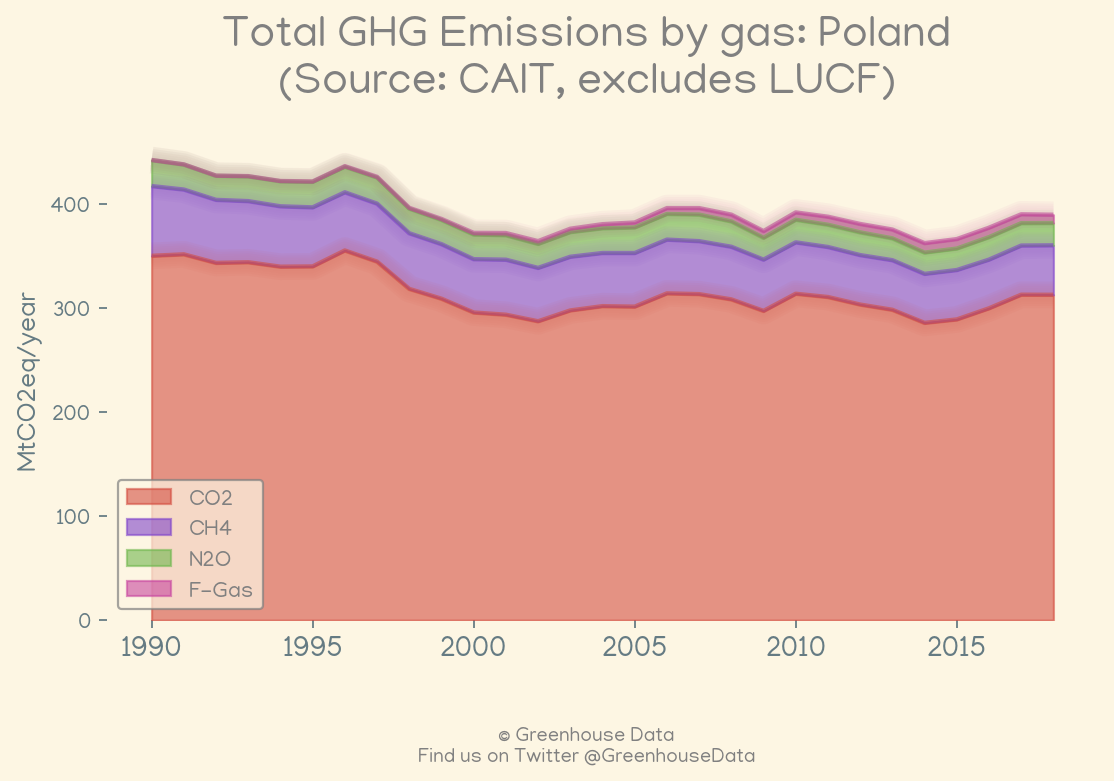 Total GHG Emissions by gas: Poland
(Source: CAIT, excludes LUCF)
MtCO2eq/year
400
300
200
100
0
CO2
CH4
N2O
F-Gas
1990 1995 2000 2005 2010 2015
© Greenhouse Data
Find us on Twitter @GreenhouseData